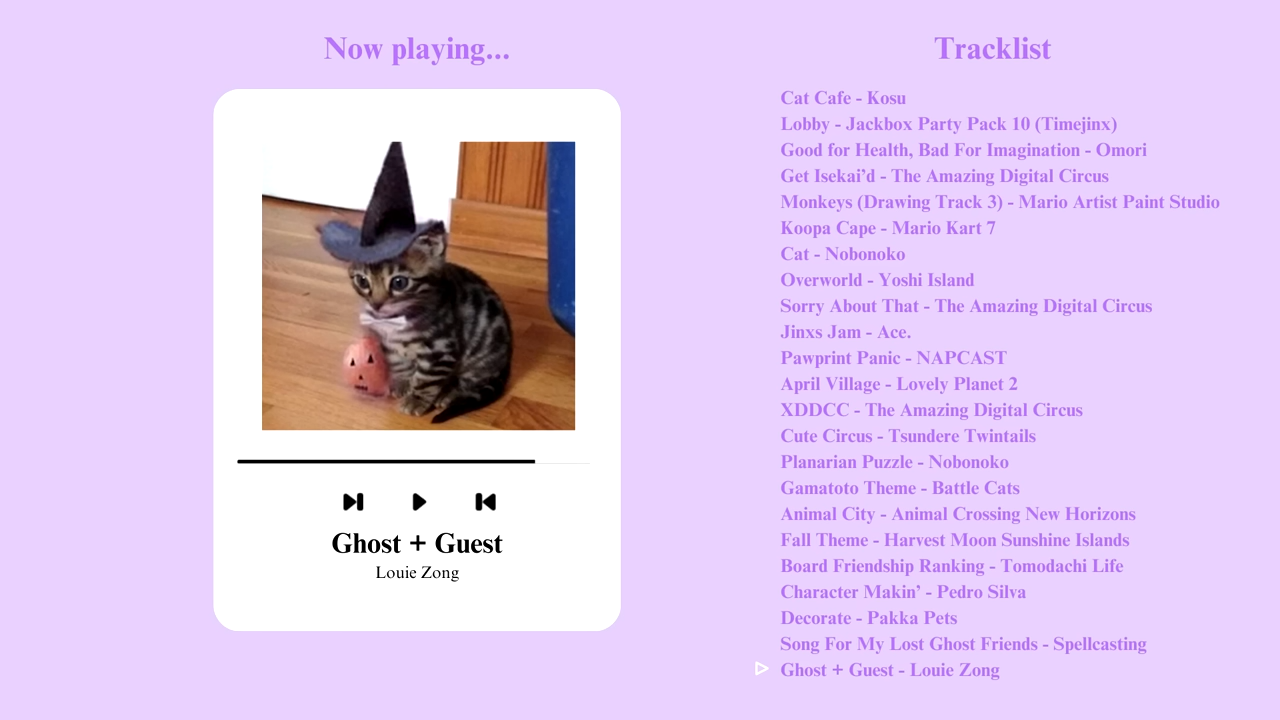 Now playing...
Ghost + Guest
Louie Zong
Tracklist
Cat Cafe - Kosu
Lobby - Jackbox Party Pack 10 (Timejinx)
Good for Health, Bad For Imagination - Omori
Get Isekai’d - The Amazing Digital Circus
Monkeys (Drawing Track 3) - Mario Artist Paint Studio
Koopa Cape - Mario Kart 7
Cat - Nobonoko
Overworld - Yoshi Island
Sorry About That - The Amazing Digital Circus
Jinxs Jam - Ace.
Pawprint Panic - NAPCAST
April Village - Lovely Planet 2
XDDCC - The Amazing Digital Circus
Cute Circus - Tsundere Twintails
Planarian Puzzle - Nobonoko
Gamatoto Theme - Battle Cats
Animal City - Animal Crossing New Horizons
Fall Theme - Harvest Moon Sunshine Islands
Board Friendship Ranking - Tomodachi Life
Character Makin’ - Pedro Silva
Decorate - Pakka Pets
Song For My Lost Ghost Friends - Spellcasting
Ghost + Guest - Louie Zong